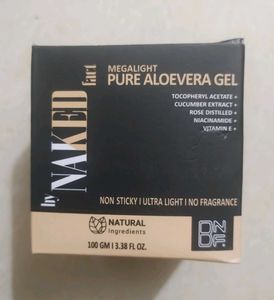 by NAKED fact
MEGALIGHT
PURE ALOEVERA GEL
TOCOPHERYL ACETATE +
CUCUMBER EXTRACT +
ROSE DISTILLED +
NIACINAMIDE +
VITAMIN E +
NON STICKY I ULTRA LIGHT I NO FRAGRANCE
NATURAL
Ingredients
100 GM I 3.38 FL OZ.